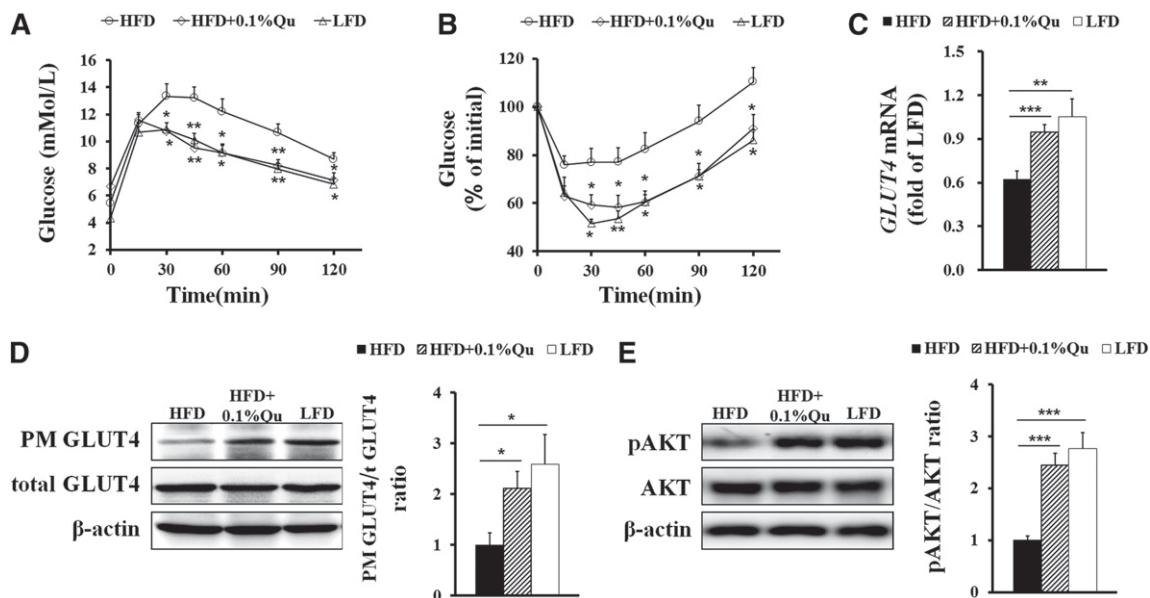 A
HFD HFD+0.1%Qu LFD
16
14
12
10
8
6
4
2
Glucose (mMol/L)
* ** *
** *
* ** * ** *
0 30 60 90 120
Time(min)
B
HFD HFD+0.1%Qu LFD
120
100
80
60
40
Glucose
(% of initial)
* * * * *
* ** * * *
0 30 60 90 120
Time(min)
C
HFD HFD+0.1%Qu LFD
1.5
1.2
0.9
0.6
0.3
0.0
GLUT4 mRNA
(fold of LFD)
**
***
D
HFD HFD+
0.1%Qu LFD
PM GLUT4
total GLUT4
β-actin
HFD HFD+0.1%Qu LFD
4
3
2
1
0
PM GLUT4/t GLUT4
ratio
*
*
E
HFD HFD+
0.1%Qu LFD
pAKT
AKT
β-actin
HFD HFD+0.1%Qu LFD
4
3
2
1
0
pAKT/AKT ratio
***
***